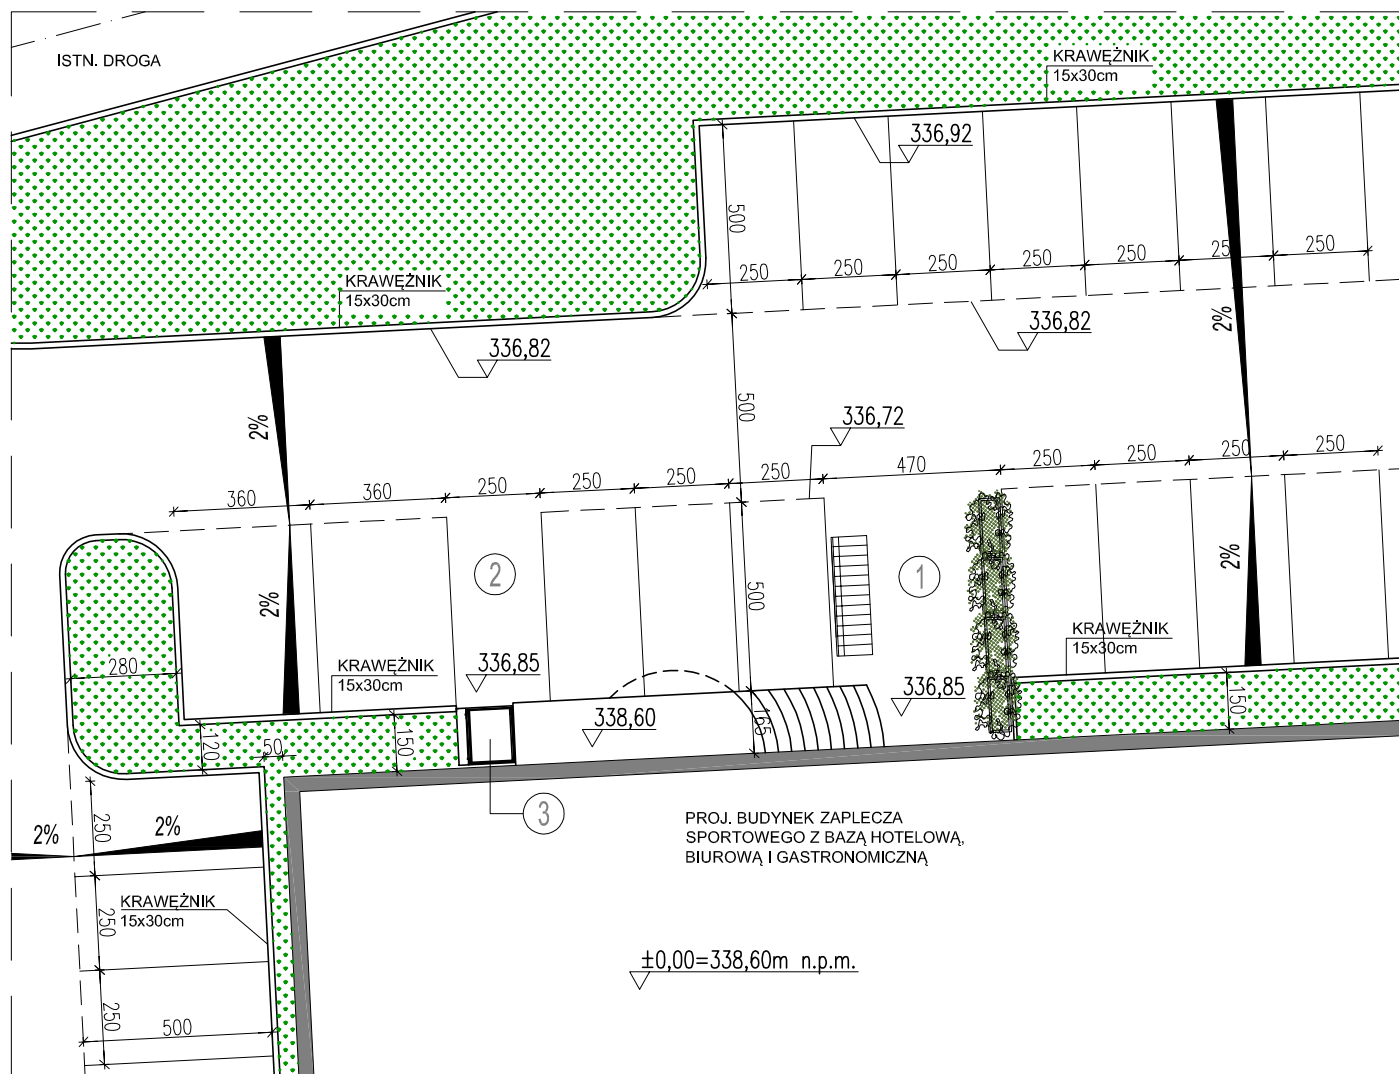 ISTN. DROGA
KRAWĘŻNIK
15x30cm
336,92
500
250 250 250 250 250 250 250
KRAWĘŻNIK
15x30cm
336,82
336,82
2%
2%
500
336,72
360 360 250 250 250 250 470 250 250 250 250
2
1
2%
2%
500
280
KRAWĘŻNIK
15x30cm
336,85
KRAWĘŻNIK
15x30cm
336,85
338,60
165
150
120
50
150
3
250
2% 2%
PROJ. BUDYNEK ZAPLECZA
SPORTOWEGO Z BAZĄ HOTELOWĄ,
BIUROWĄ I GASTRONOMICZNĄ
KRAWĘŻNIK
15x30cm
250
±0,00=338,60m n.p.m.
250
500